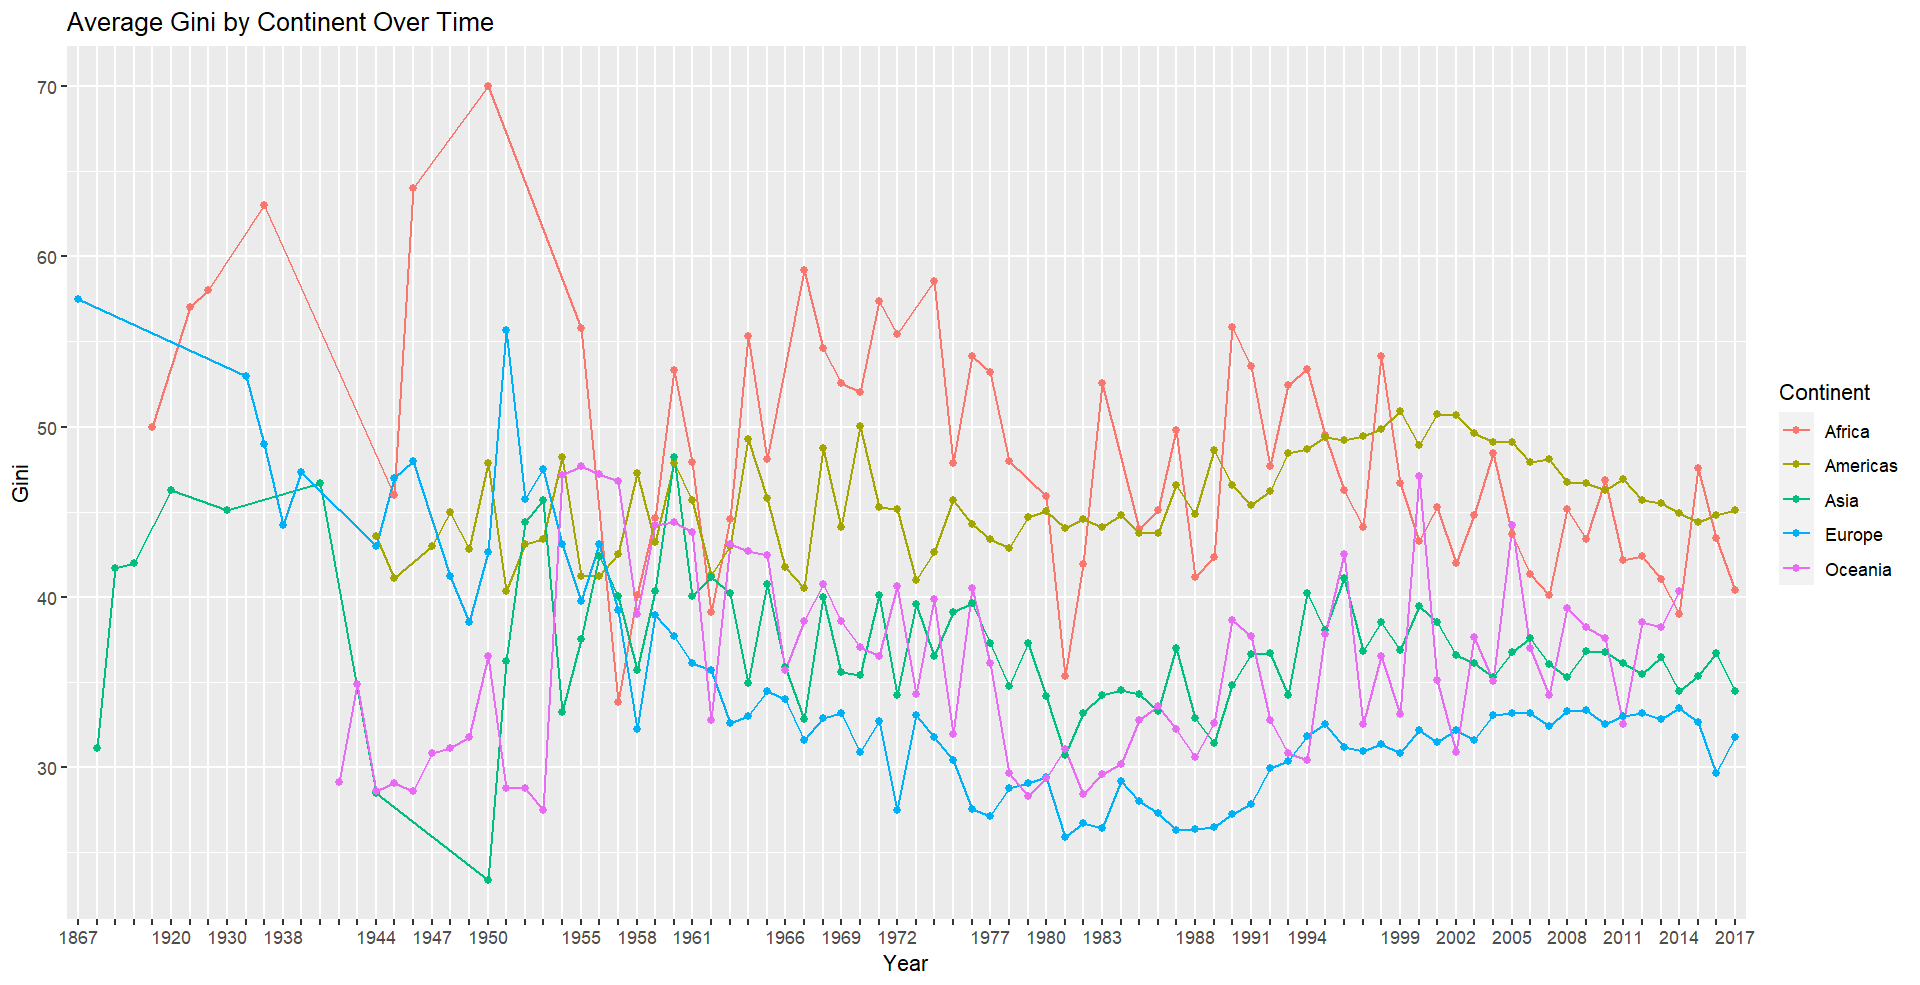 Average Gini by Continent Over Time
Gini
70
60
50
40
30
1867 1920 1930 1938 1944 1947 1950 1955 1958 1961 1966 1969 1972 1977 1980 1983 1988 1991 1994 1999 2002 2005 2008 2011 2014 2017
Year
Continent
Africa
Americas
Asia
Europe
Oceania